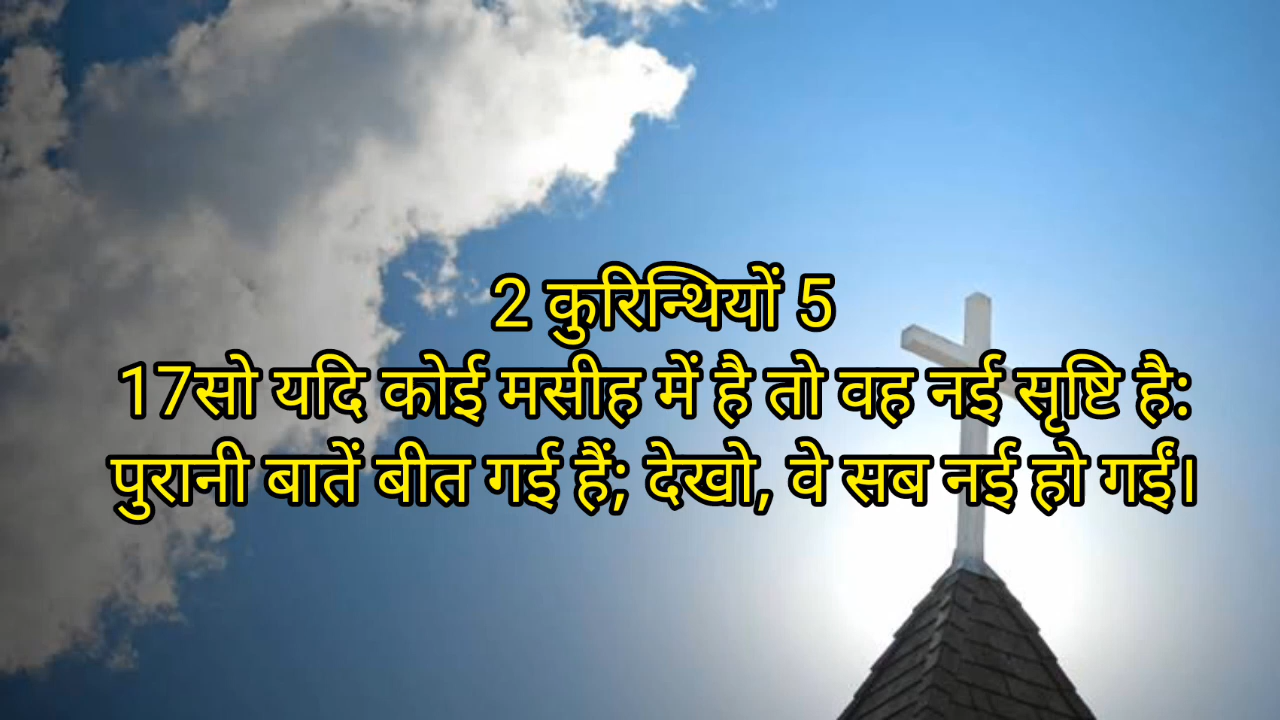 2 कुरिन्थियों 5
17सो यदि कोई मसीह में है तो वह नई सृष्टि है:
पुरानी बातें बीत गई हैं; देखो, वे सब नई हो गईं।